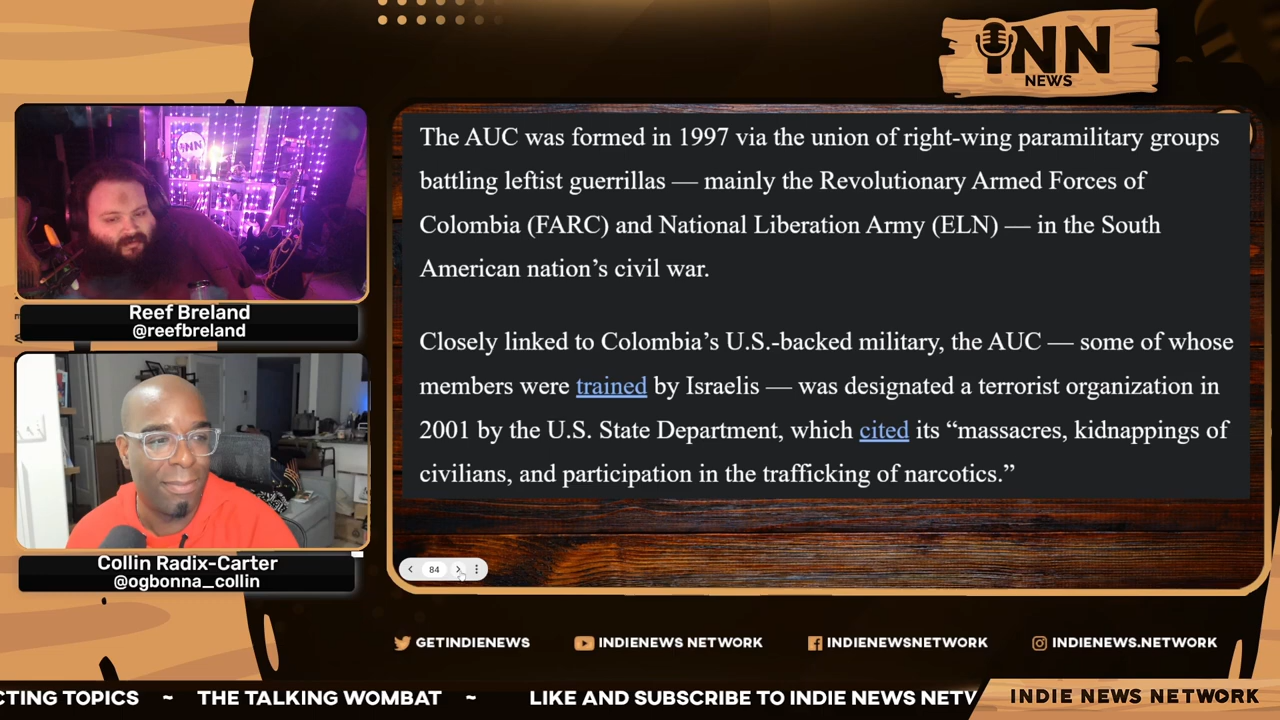 iNN
NEWS
The AUC was formed in 1997 via the union of right-wing paramilitary groups
battling leftist guerrillas — mainly the Revolutionary Armed Forces of
Colombia (FARC) and National Liberation Army (ELN) — in the South
American nation’s civil war.
Closely linked to Colombia’s U.S.-backed military, the AUC — some of whose
members were trained by Israelis — was designated a terrorist organization in
2001 by the U.S. State Department, which cited its “massacres, kidnappings of
civilians, and participation in the trafficking of narcotics.”
84
iNN
Reef Breland
@reefbreland
Collin Radix-Carter
@ogbonna_collin
GETINDIENEWS
INDIENEWS NETWORK
INDIENEWSNETWORK
INDIENEWS.NETWORK
CTING TOPICS ~ THE TALKING WOMBAT ~ LIKE AND SUBSCRIBE TO INDIE NEWS NETW
INDIE NEWS NETWORK